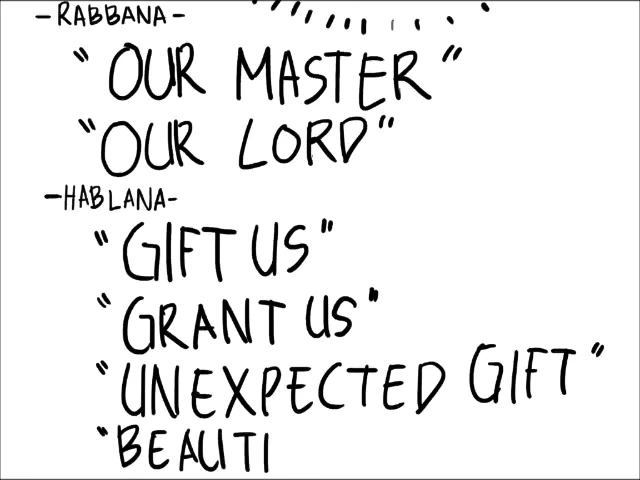 -RABBANA-
"OUR MASTER"
"OUR LORD"
-HABLANA-
"GIFT US"
"GRANT US"
"UNEXPECTED GIFT"
"BEAUTI